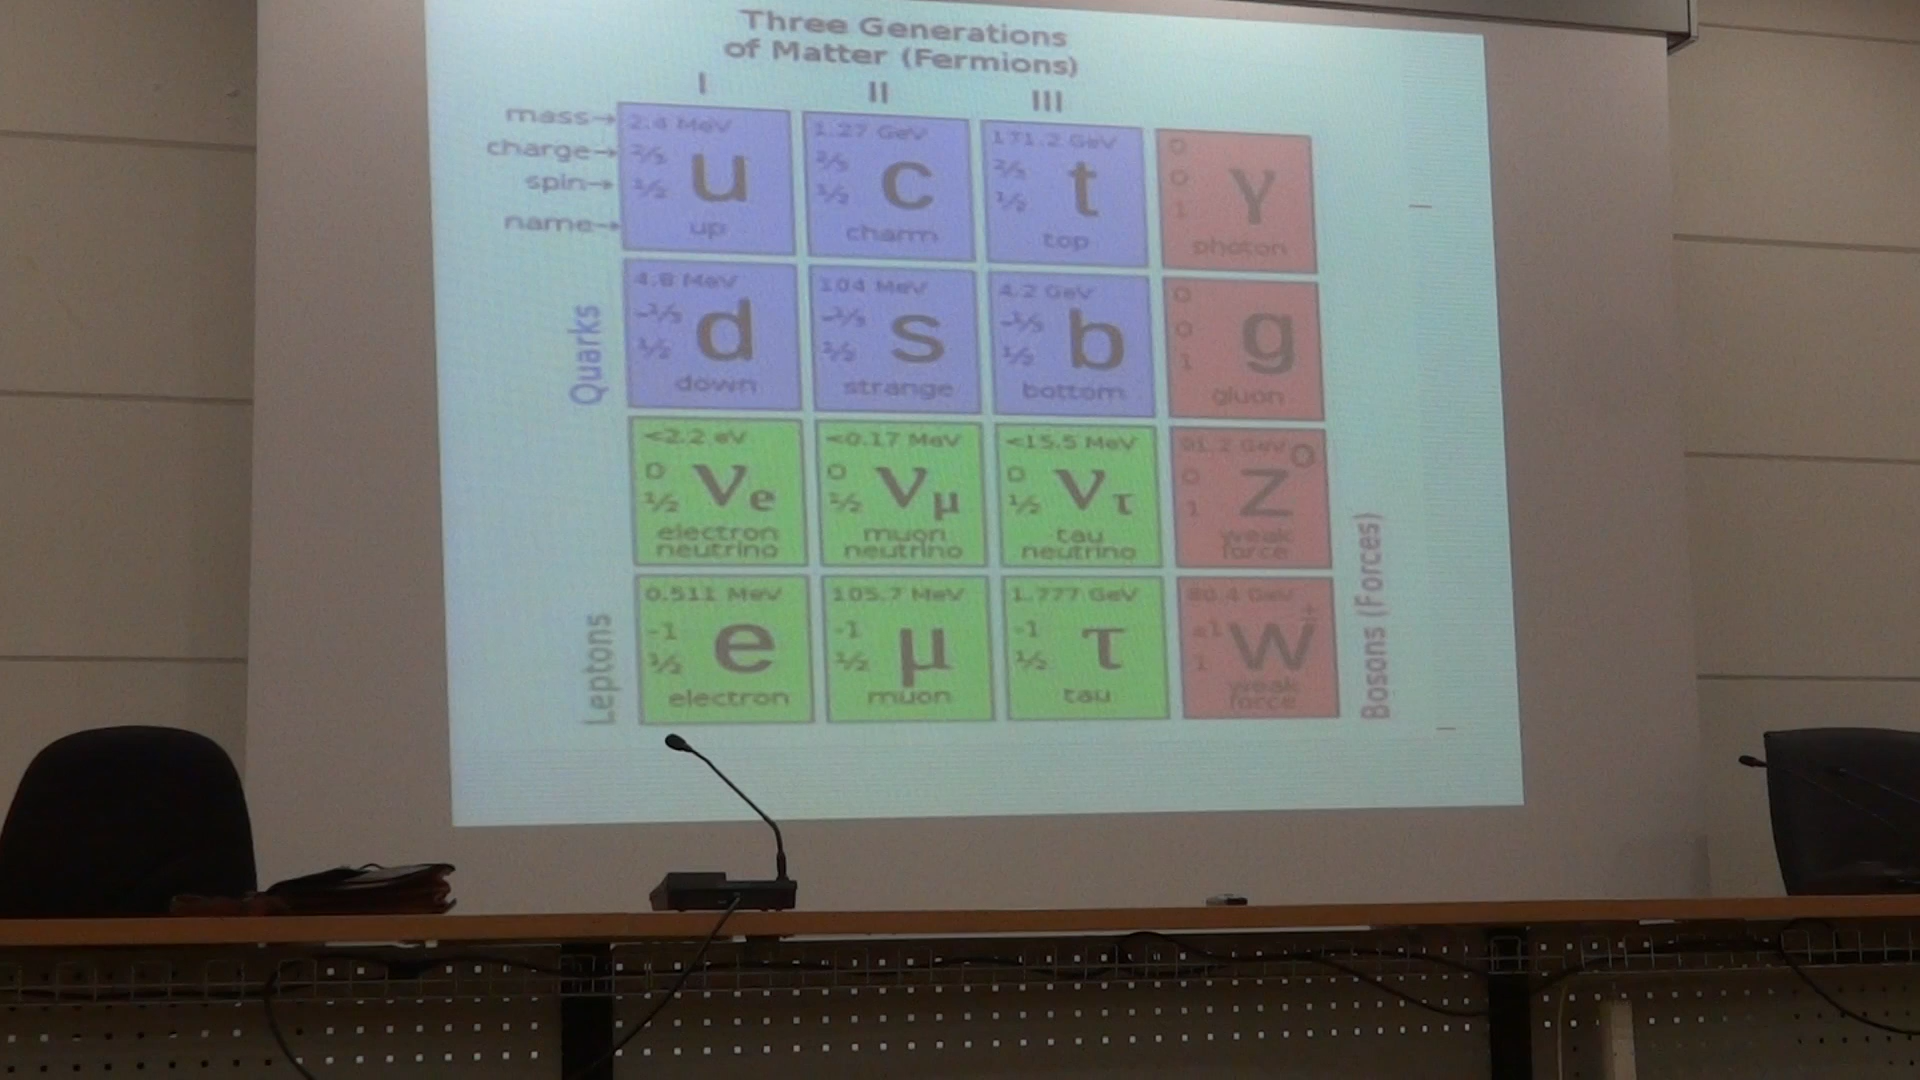 Three Generations
of Matter (Fermions)
I II III
mass→
charge→
spin→
name→
2.4 MeV
2/3
1/2
u
up
1.27 GeV
2/3
1/2
c
charm
171.2 GeV
2/3
1/2
t
top
0
0
1
γ
photon
Quarks
4.8 MeV
-1/3
1/2
d
down
104 MeV
-1/3
1/2
s
strange
4.2 GeV
-1/3
1/2
b
bottom
0
0
1
g
gluon
<2.2 eV
0
1/2
νe
electron
neutrino
<0.17 MeV
0
1/2
νμ
muon
neutrino
<15.5 MeV
0
1/2
ντ
tau
neutrino
91.2 GeV
0
1
Z0
weak
force
Leptons
0.511 MeV
-1
1/2
e
electron
105.7 MeV
-1
1/2
μ
muon
1.777 GeV
-1
1/2
τ
tau
80.4 GeV
±1
1
W±
weak
force
Bosons (Forces)